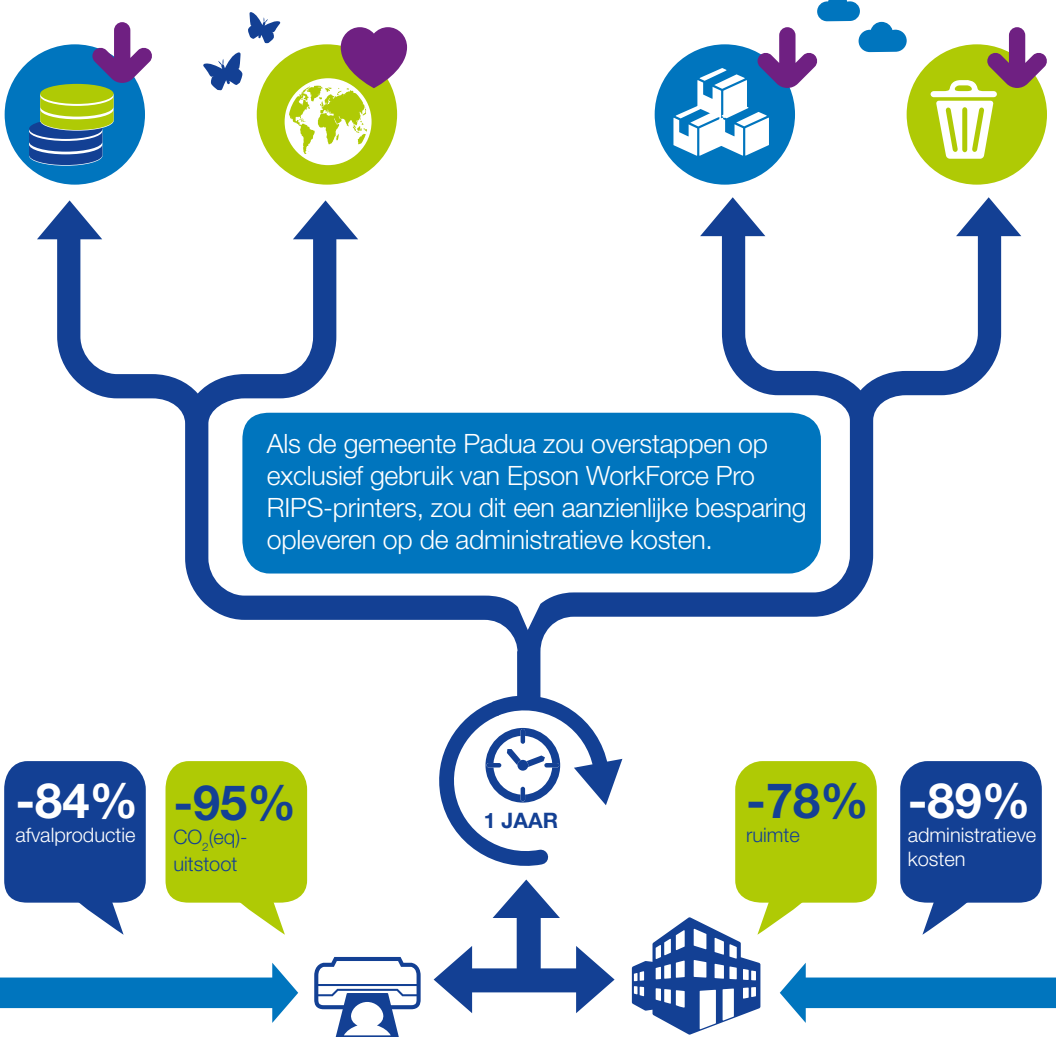 Als de gemeente Padua zou overstappen op
exclusief gebruik van Epson WorkForce Pro
RIPS-printers, zou dit een aanzienlijke besparing
opleveren op de administratieve kosten.
1 JAAR
-84%
afvalproductie
-95%
CO₂(eq)-
uitstoot
-78%
ruimte
-89%
administratieve
kosten